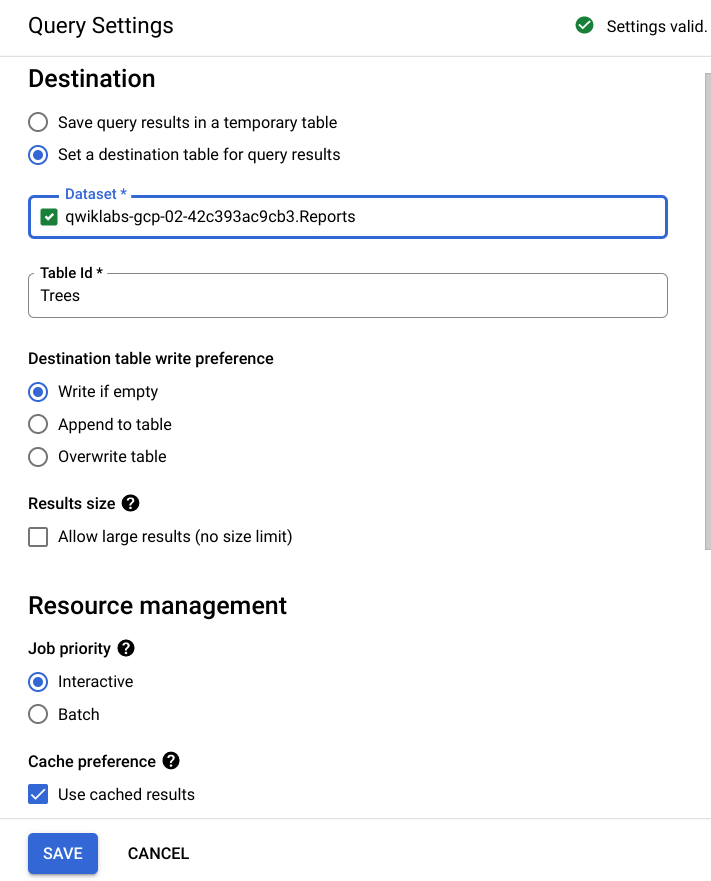 Query Settings
Settings valid.
Destination
Save query results in a temporary table
Set a destination table for query results
Dataset *
qwiklabs-gcp-02-42c393ac9cb3.Reports
Table Id *
Trees
Destination table write preference
Write if empty
Append to table
Overwrite table
Results size ?
Allow large results (no size limit)
Resource management
Job priority ?
Interactive
Batch
Cache preference ?
Use cached results
SAVE CANCEL